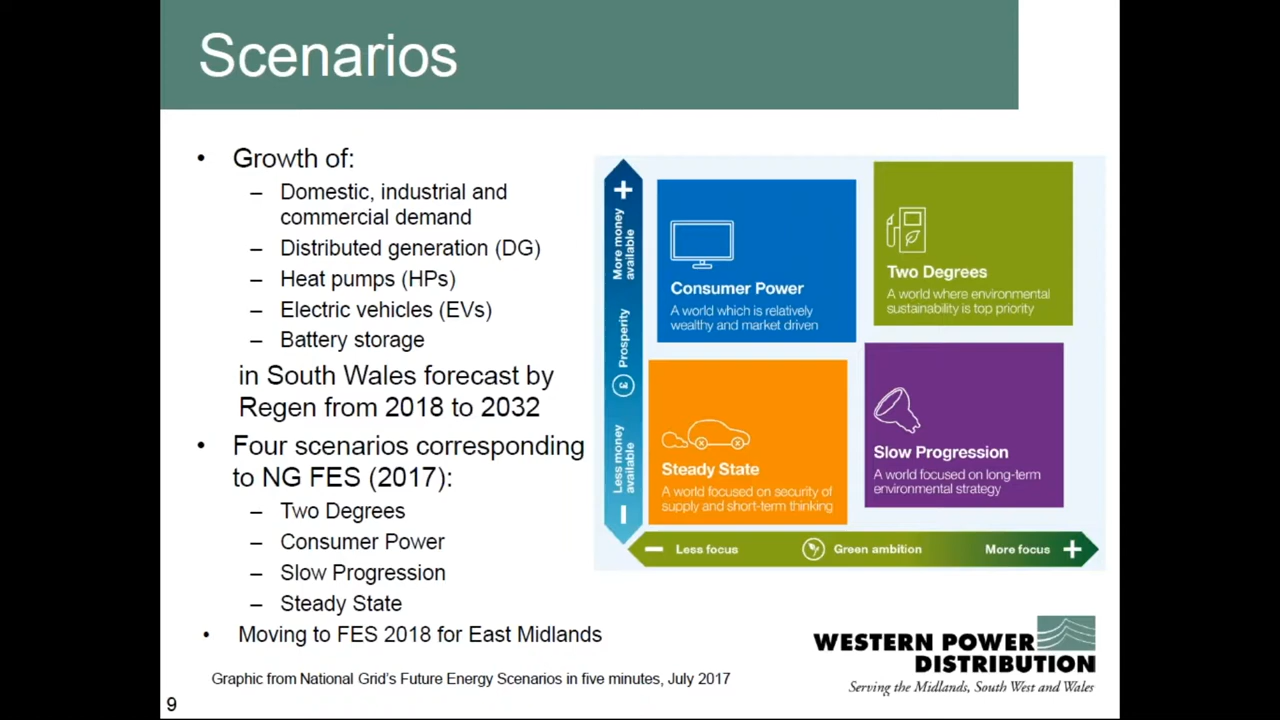 Scenarios
• Growth of:
– Domestic, industrial and
commercial demand
– Distributed generation (DG)
– Heat pumps (HPs)
– Electric vehicles (EVs)
– Battery storage
in South Wales forecast by
Regen from 2018 to 2032
• Four scenarios corresponding
to NG FES (2017):
– Two Degrees
– Consumer Power
– Slow Progression
– Steady State
• Moving to FES 2018 for East Midlands
+
More money
available
Prosperity
£
Less money
available
−
Consumer Power
A world which is relatively
wealthy and market driven
Two Degrees
A world where environmental
sustainability is top priority
Steady State
A world focused on security of
supply and short-term thinking
Slow Progression
A world focused on long-term
environmental strategy
− Less focus Green ambition More focus +
Graphic from National Grid's Future Energy Scenarios in five minutes, July 2017
WESTERN POWER
DISTRIBUTION
Serving the Midlands, South West and Wales
9